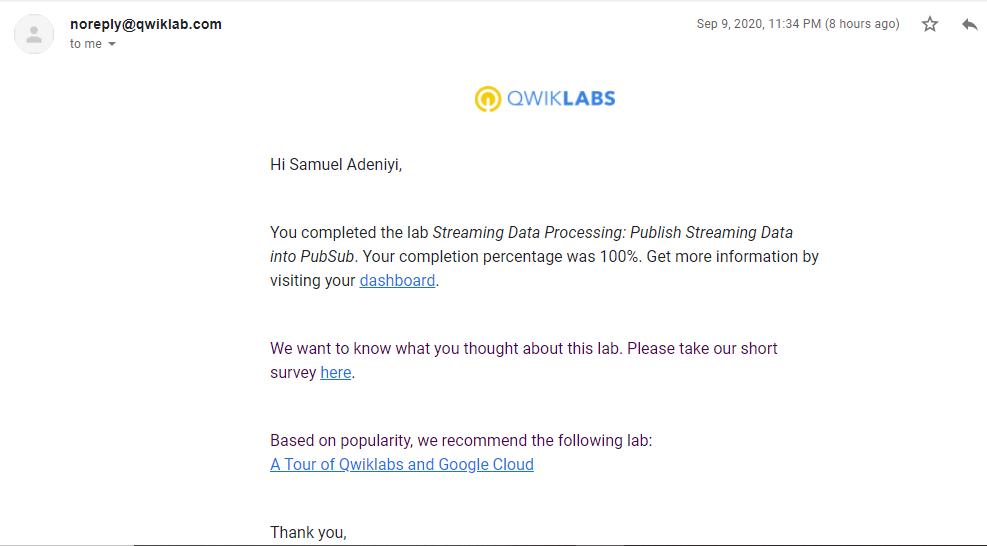 noreply@qwiklab.com
Sep 9, 2020, 11:34 PM (8 hours ago)
to me
QWIKLABS
Hi Samuel Adeniyi,
You completed the lab Streaming Data Processing: Publish Streaming Data
into PubSub. Your completion percentage was 100%. Get more information by
visiting your dashboard.
We want to know what you thought about this lab. Please take our short
survey here.
Based on popularity, we recommend the following lab:
A Tour of Qwiklabs and Google Cloud
Thank you,